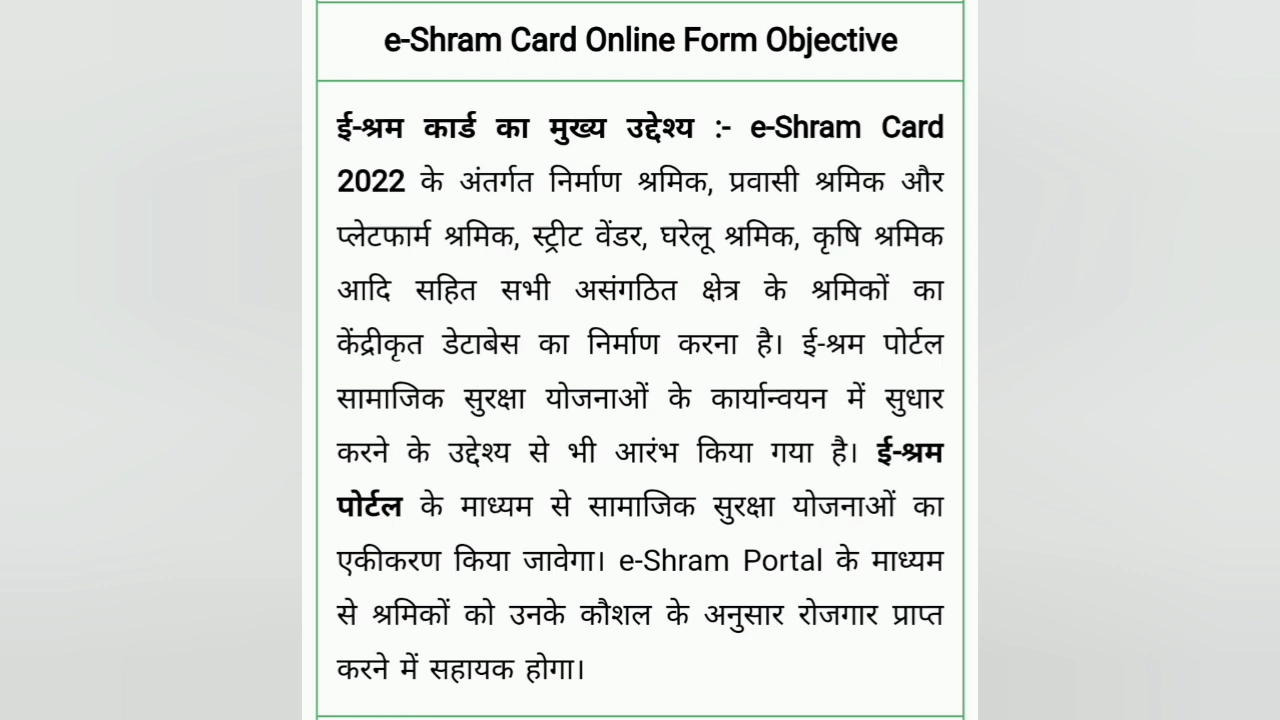 e-Shram Card Online Form Objective
ई-श्रम कार्ड का मुख्य उद्देश्य :- e-Shram Card
2022 के अंतर्गत निर्माण श्रमिक, प्रवासी श्रमिक और
प्लेटफार्म श्रमिक, स्ट्रीट वेंडर, घरेलू श्रमिक, कृषि श्रमिक
आदि सहित सभी असंगठित क्षेत्र के श्रमिकों का
केंद्रीकृत डेटाबेस का निर्माण करना है। ई-श्रम पोर्टल
सामाजिक सुरक्षा योजनाओं के कार्यान्वयन में सुधार
करने के उद्देश्य से भी आरंभ किया गया है। ई-श्रम
पोर्टल के माध्यम से सामाजिक सुरक्षा योजनाओं का
एकीकरण किया जावेगा। e-Shram Portal के माध्यम
से श्रमिकों को उनके कौशल के अनुसार रोजगार प्राप्त
करने में सहायक होगा।